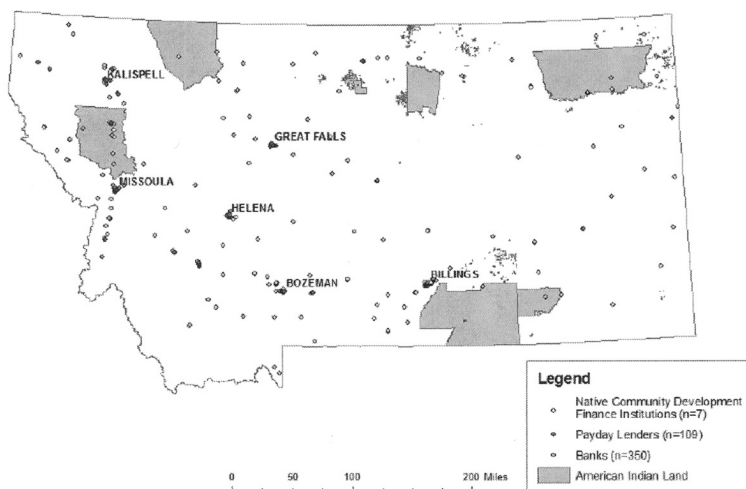 KALISPELL
GREAT FALLS
MISSOULA
HELENA
BOZEMAN
BILLINGS
Legend
Native Community Development
Finance Institutions (n=7)
Payday Lenders (n=109)
Banks (n=350)
American Indian Land
0 50 100 200 Miles